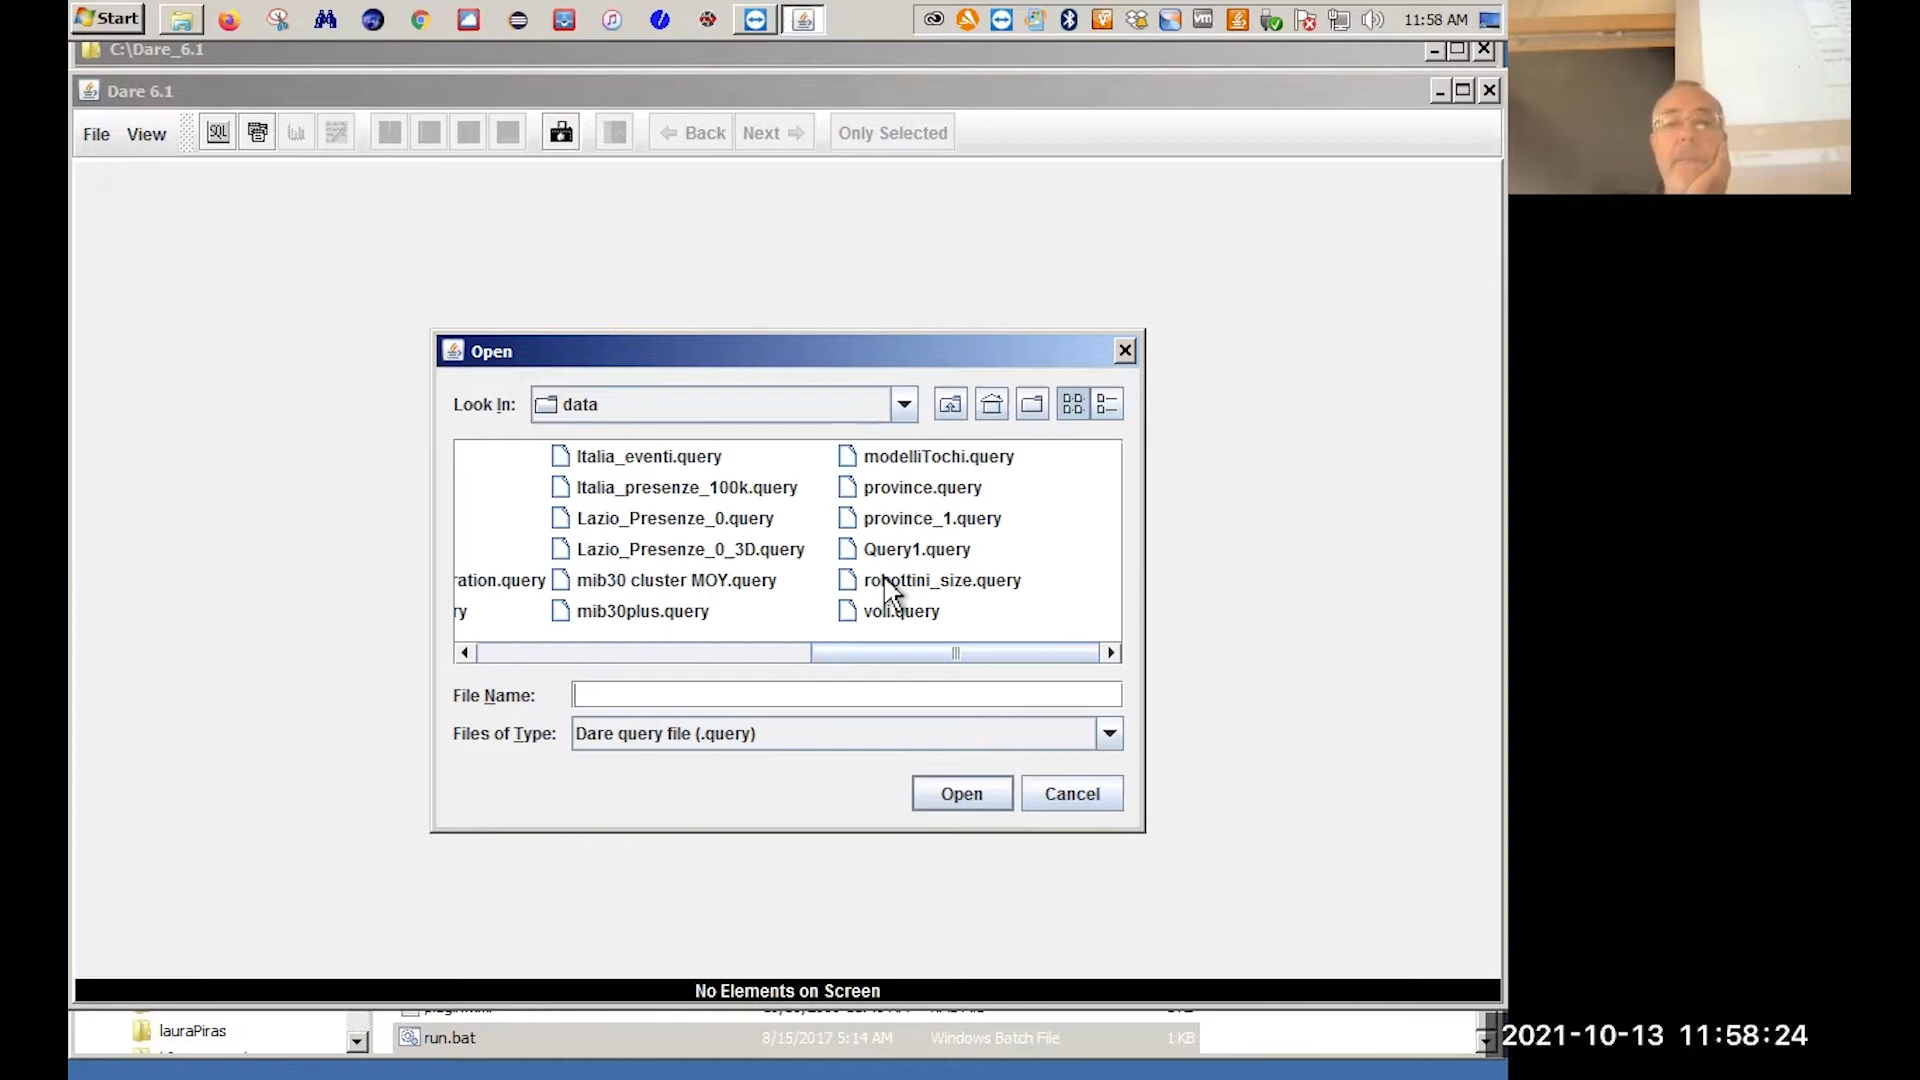 Start
11:58 AM
C:\Dare_6.1
Dare 6.1
File View SQL Back Next Only Selected
Open
Look In: data
Italia_eventi.query modelliTochi.query
Italia_presenze_100k.query province.query
Lazio_Presenze_0.query province_1.query
Lazio_Presenze_0_3D.query Query1.query
ration.query mib30 cluster MOY.query robottini_size.query
ry mib30plus.query voli.query
File Name:
Files of Type: Dare query file (.query)
Open Cancel
No Elements on Screen
lauraPiras
run.bat 8/15/2017 5:14 AM Windows Batch File 1 KB
2021-10-13 11:58:24